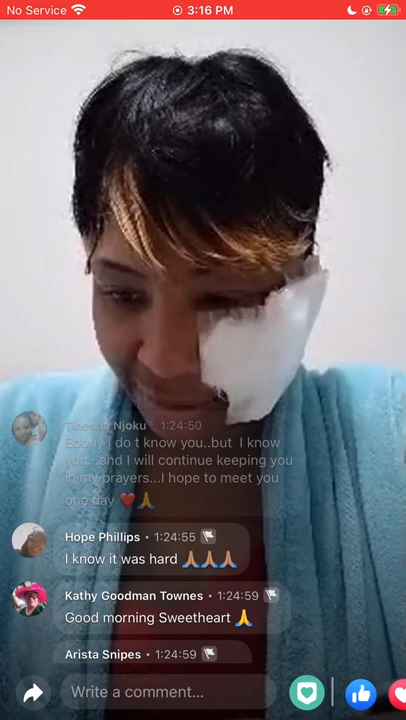 No Service 3:16 PM
Tinesha Njoku • 1:24:50
Ebony I do t know you..but I know
you...and I will continue keeping you
in my prayers...I hope to meet you
one day ❤️🙏
Hope Phillips • 1:24:55
I know it was hard 🙏🏽🙏🏽🙏🏽
Kathy Goodman Townes • 1:24:59
Good morning Sweetheart 🙏
Arista Snipes • 1:24:59
Write a comment...